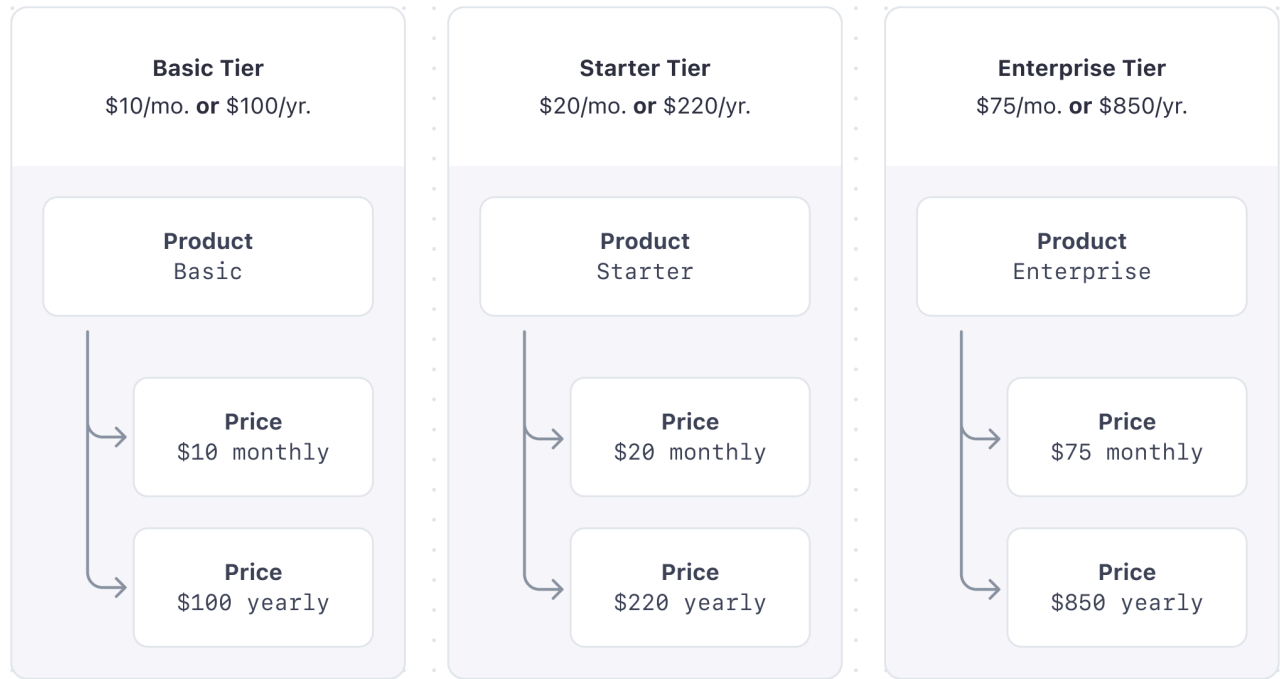 Basic Tier
$10/mo. or $100/yr.
Product
Basic
Price
$10 monthly
Price
$100 yearly
Starter Tier
$20/mo. or $220/yr.
Product
Starter
Price
$20 monthly
Price
$220 yearly
Enterprise Tier
$75/mo. or $850/yr.
Product
Enterprise
Price
$75 monthly
Price
$850 yearly